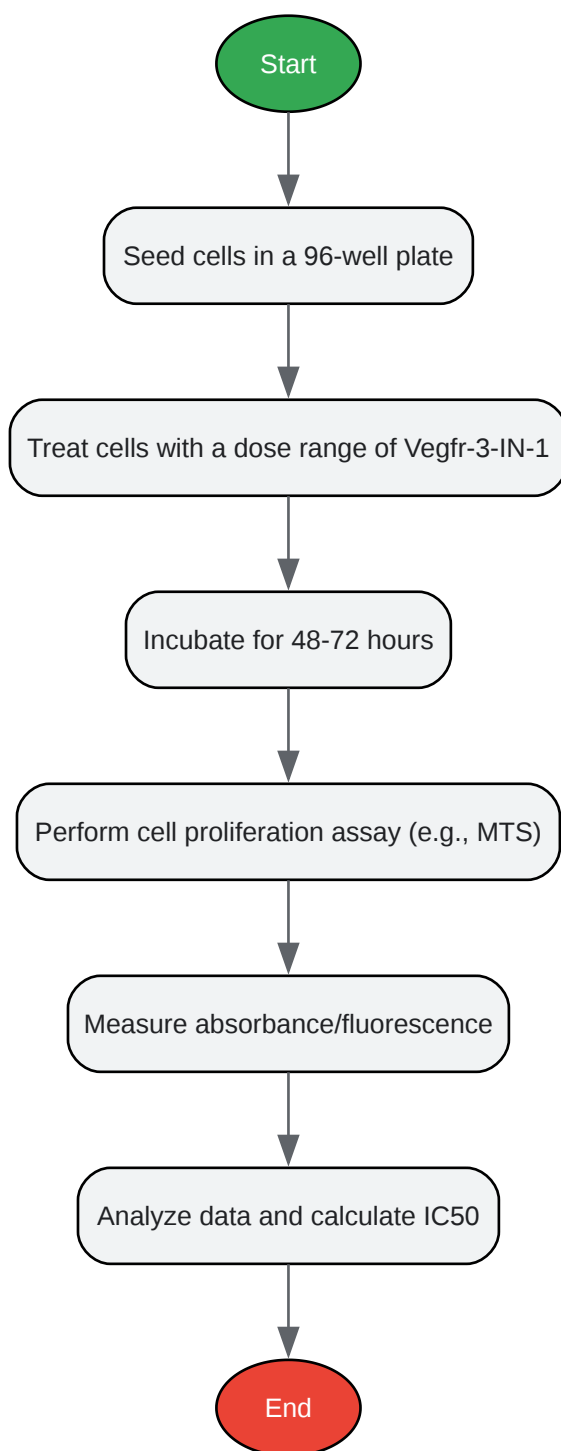 Start
Seed cells in a 96-well plate
Treat cells with a dose range of Vegfr-3-IN-1
Incubate for 48-72 hours
Perform cell proliferation assay (e.g., MTS)
Measure absorbance/fluorescence
Analyze data and calculate IC50
End